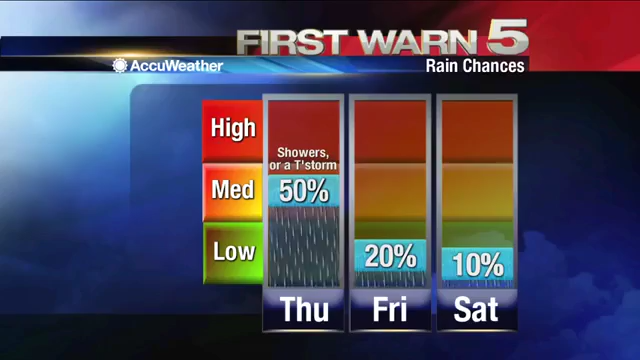 FIRST WARN 5
AccuWeather
Rain Chances
High
Med
Low
Showers,
or a T'storm
50%
20%
10%
Thu
Fri
Sat